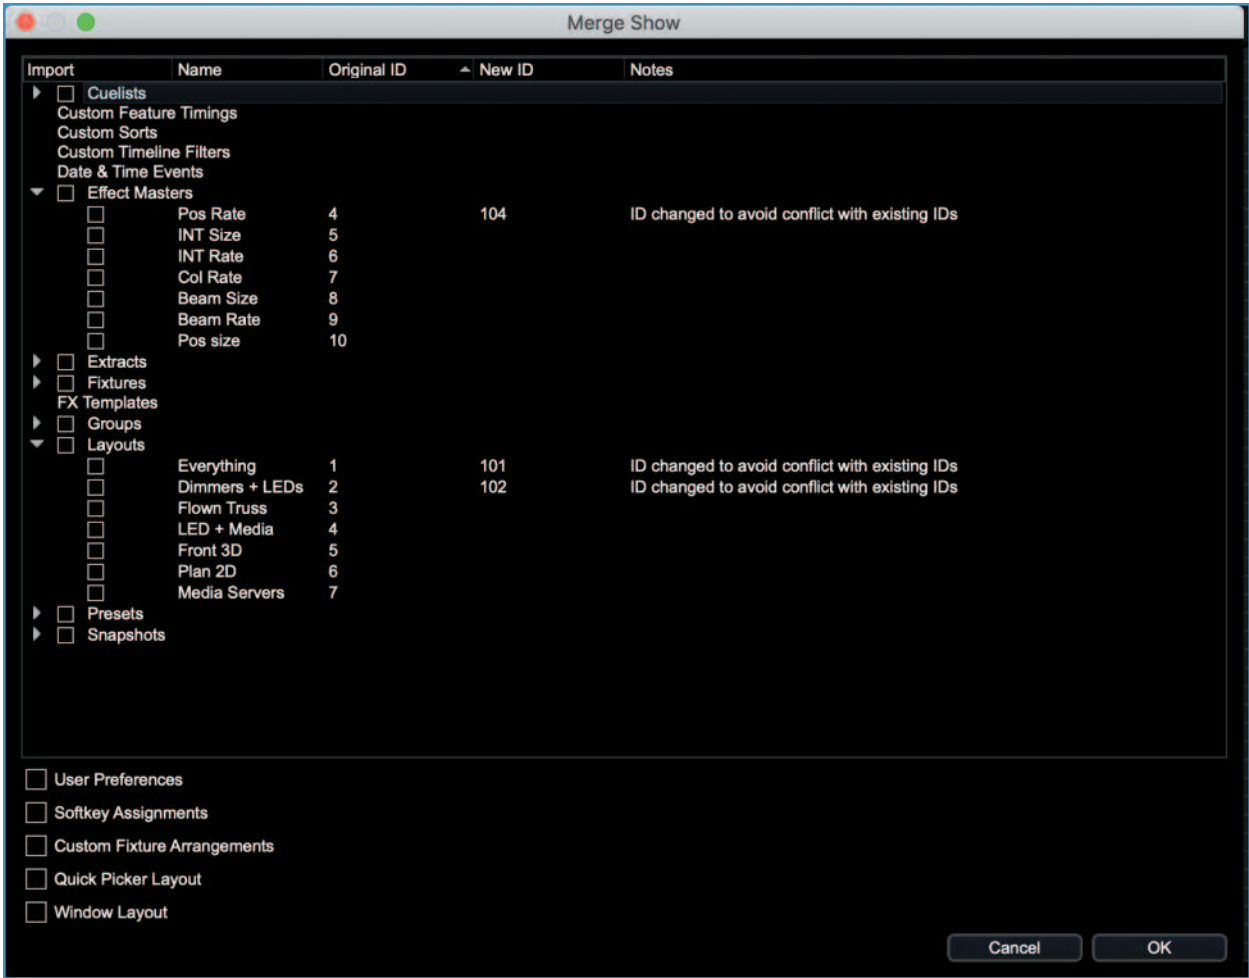 Merge Show
Import Name Original ID New ID Notes
Cuelists
Custom Feature Timings
Custom Sorts
Custom Timeline Filters
Date & Time Events
Effect Masters
Pos Rate 4 104 ID changed to avoid conflict with existing IDs
INT Size 5
INT Rate 6
Col Rate 7
Beam Size 8
Beam Rate 9
Pos size 10
Extracts
Fixtures
FX Templates
Groups
Layouts
Everything 1 101 ID changed to avoid conflict with existing IDs
Dimmers + LEDs 2 102 ID changed to avoid conflict with existing IDs
Flown Truss 3
LED + Media 4
Front 3D 5
Plan 2D 6
Media Servers 7
Presets
Snapshots
User Preferences
Softkey Assignments
Custom Fixture Arrangements
Quick Picker Layout
Window Layout
Cancel OK